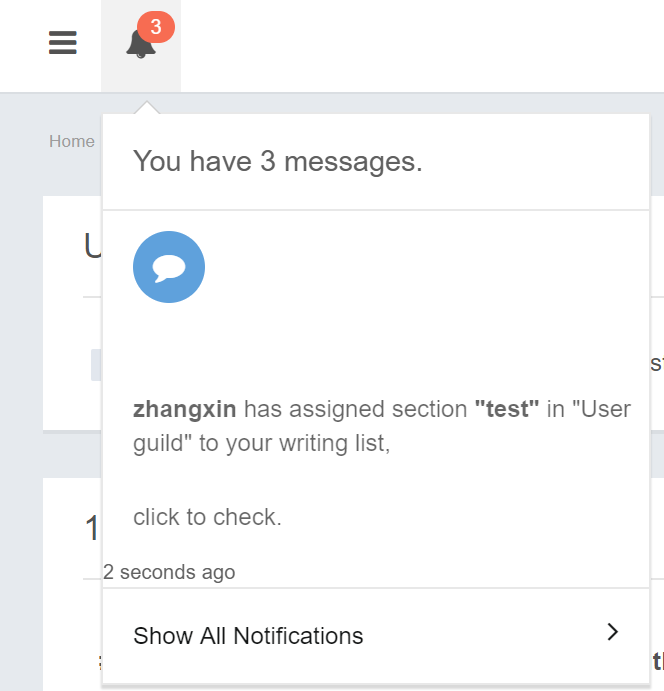 3
Home
You have 3 messages.
zhangxin has assigned section "test" in "User
guild" to your writing list,
click to check.
2 seconds ago
Show All Notifications